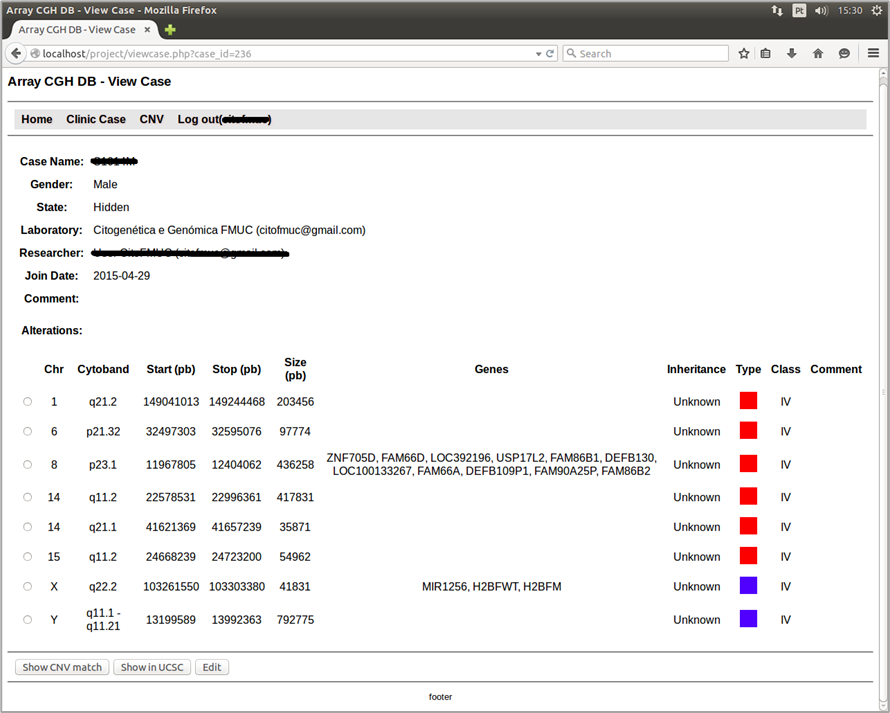 Array CGH DB - View Case - Mozilla Firefox
Pt 15:30
Array CGH DB - View Case
localhost/project/viewcase.php?case_id=236 Search
Array CGH DB - View Case
Home Clinic Case CNV Log out( )
Case Name:
Gender: Male
State: Hidden
Laboratory: Citogenética e Genómica FMUC (citofmuc@gmail.com)
Researcher:
Join Date: 2015-04-29
Comment:
Alterations:
Chr Cytoband Start (pb) Stop (pb) Size (pb) Genes Inheritance Type Class Comment
1 q21.2 149041013 149244468 203456 Unknown IV
6 p21.32 32497303 32595076 97774 Unknown IV
8 p23.1 11967805 12404062 436258 ZNF705D, FAM66D, LOC392196, USP17L2, FAM86B1, DEFB130, Unknown IV
LOC100133267, FAM66A, DEFB109P1, FAM90A25P, FAM86B2
14 q11.2 22578531 22996361 417831 Unknown IV
14 q21.1 41621369 41657239 35871 Unknown IV
15 q11.2 24668239 24723200 54962 Unknown IV
X q22.2 103261550 103303380 41831 MIR1256, H2BFWT, H2BFM Unknown IV
Y q11.1 - q11.21 13199589 13992363 792775 Unknown IV
Show CNV match Show in UCSC Edit
footer